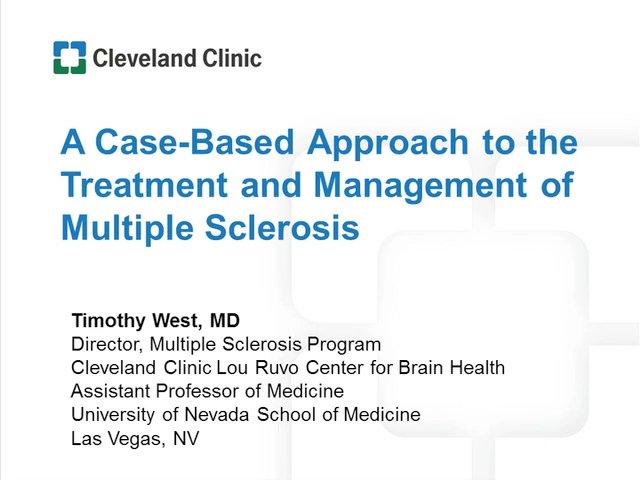 Cleveland Clinic
A Case-Based Approach to the
Treatment and Management of
Multiple Sclerosis
Timothy West, MD
Director, Multiple Sclerosis Program
Cleveland Clinic Lou Ruvo Center for Brain Health
Assistant Professor of Medicine
University of Nevada School of Medicine
Las Vegas, NV